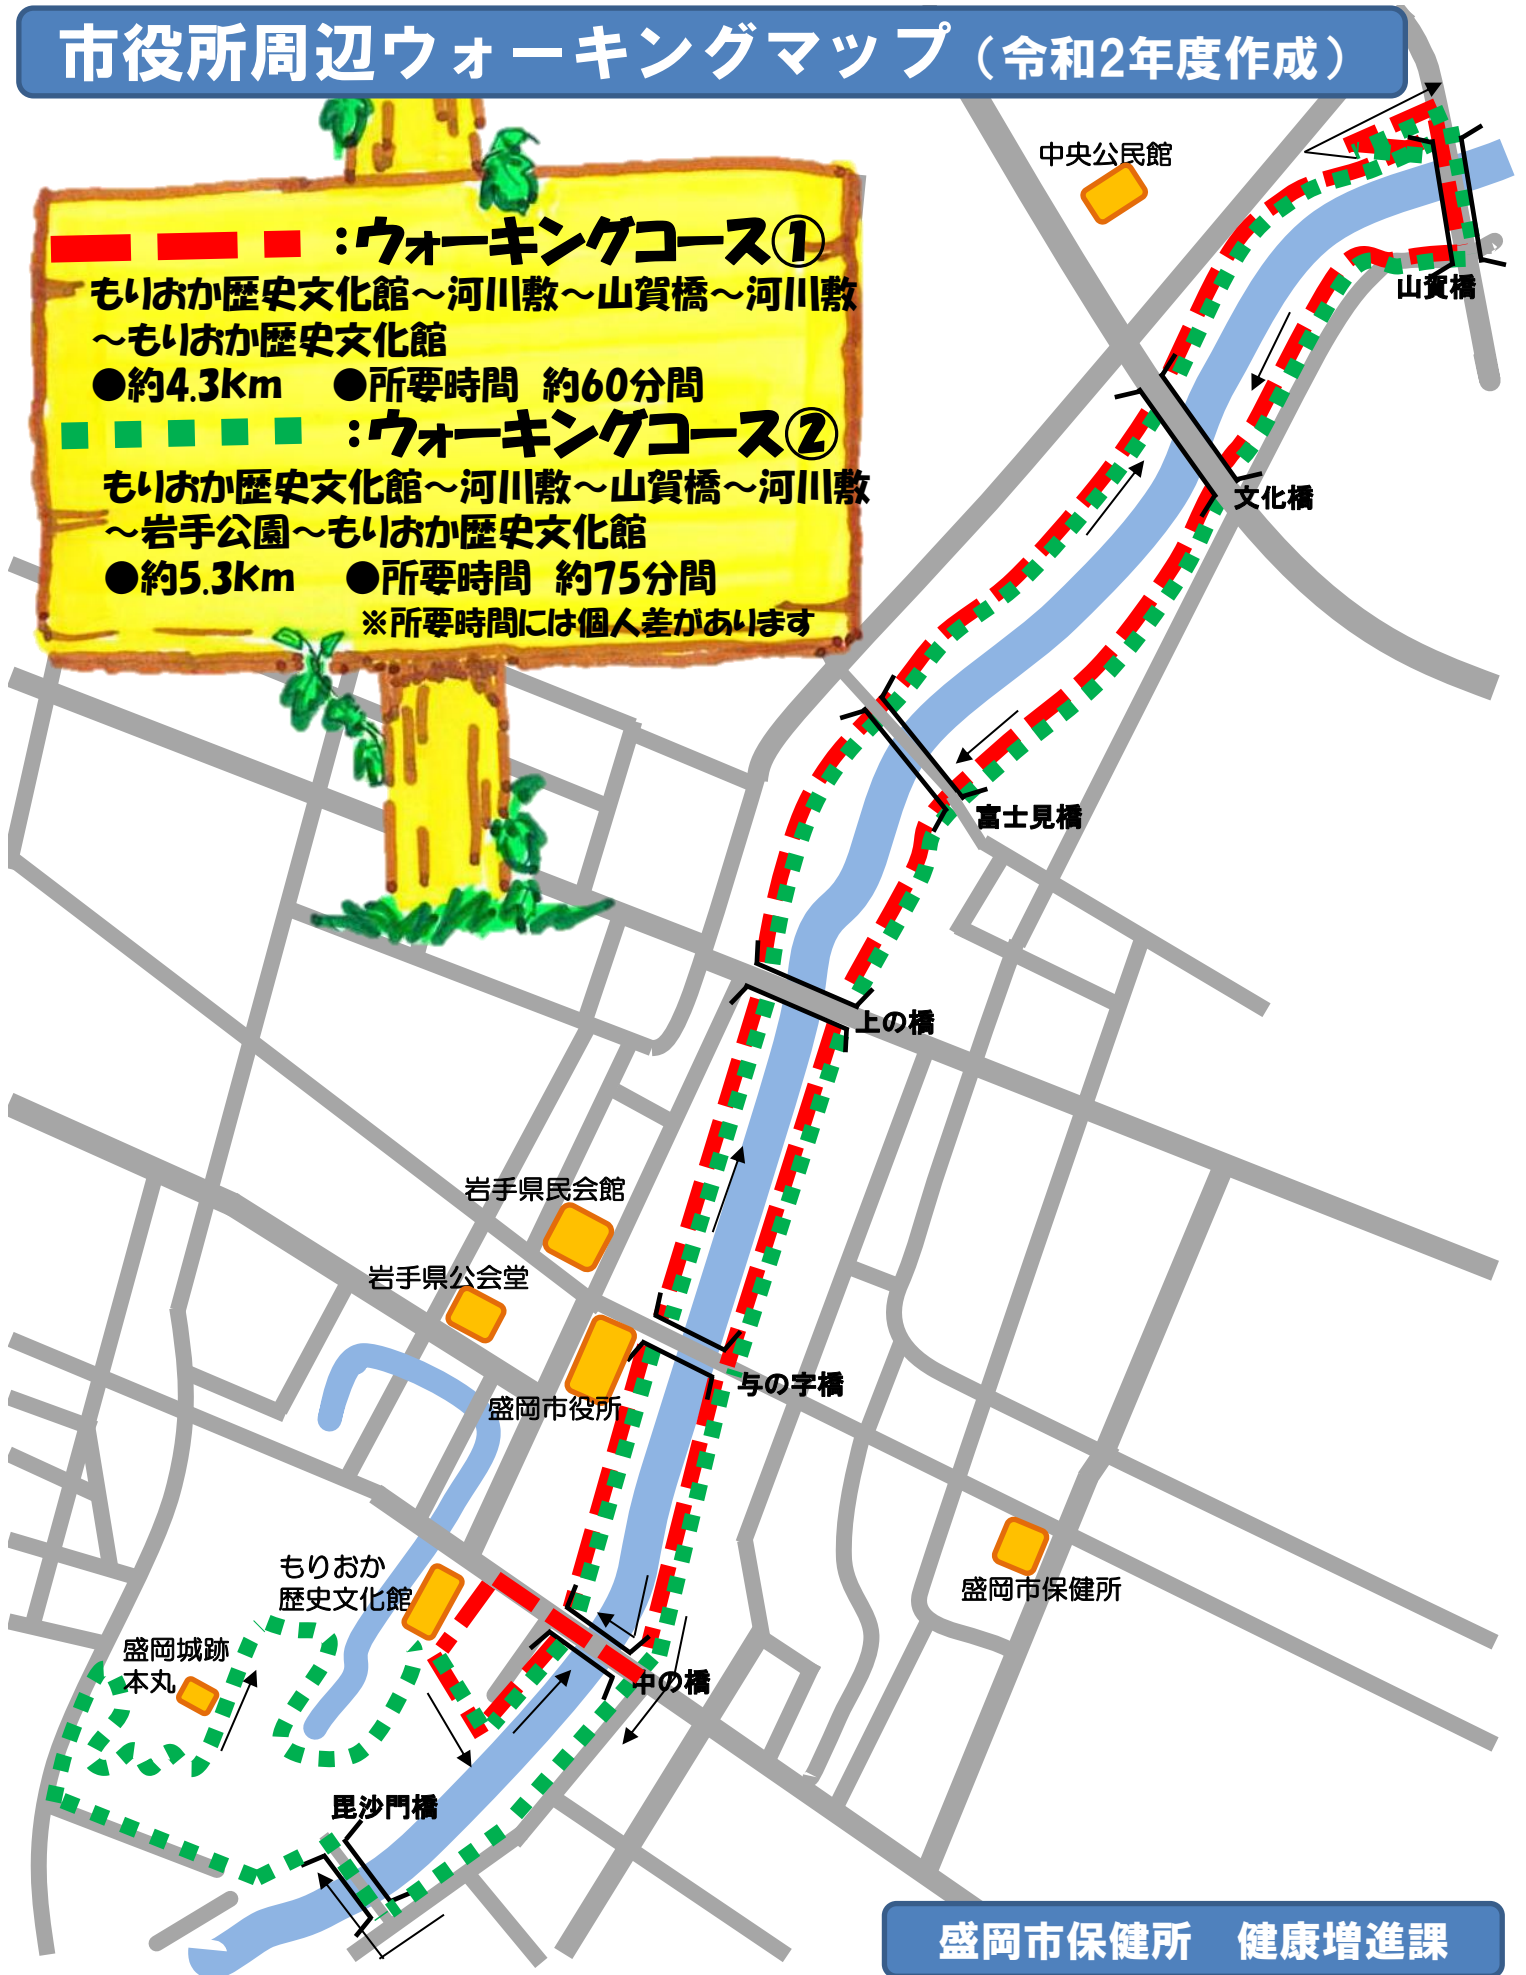 市役所周辺ウォーキングマップ（令和2年度作成）
中央公民館
：ウォーキングコース①
もりおか歴史文化館～河川敷～山賀橋～河川敷
～もりおか歴史文化館
●約4.3km　●所要時間　約60分間
：ウォーキングコース②
もりおか歴史文化館～河川敷～山賀橋～河川敷
～岩手公園～もりおか歴史文化館
●約5.3km　●所要時間　約75分間
※所要時間には個人差があります
山賀橋
文化橋
富士見橋
上の橋
岩手県民会館
岩手県公会堂
盛岡市役所
与の字橋
もりおか
歴史文化館
盛岡市保健所
盛岡城跡
本丸
中の橋
毘沙門橋
盛岡市保健所　健康増進課